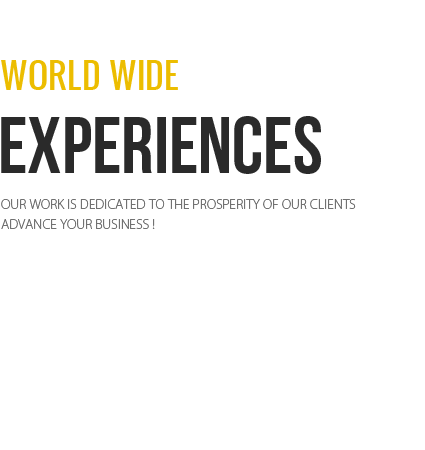 WORLD WIDE
EXPERIENCES
OUR WORK IS DEDICATED TO THE PROSPERITY OF OUR CLIENTS
ADVANCE YOUR BUSINESS !